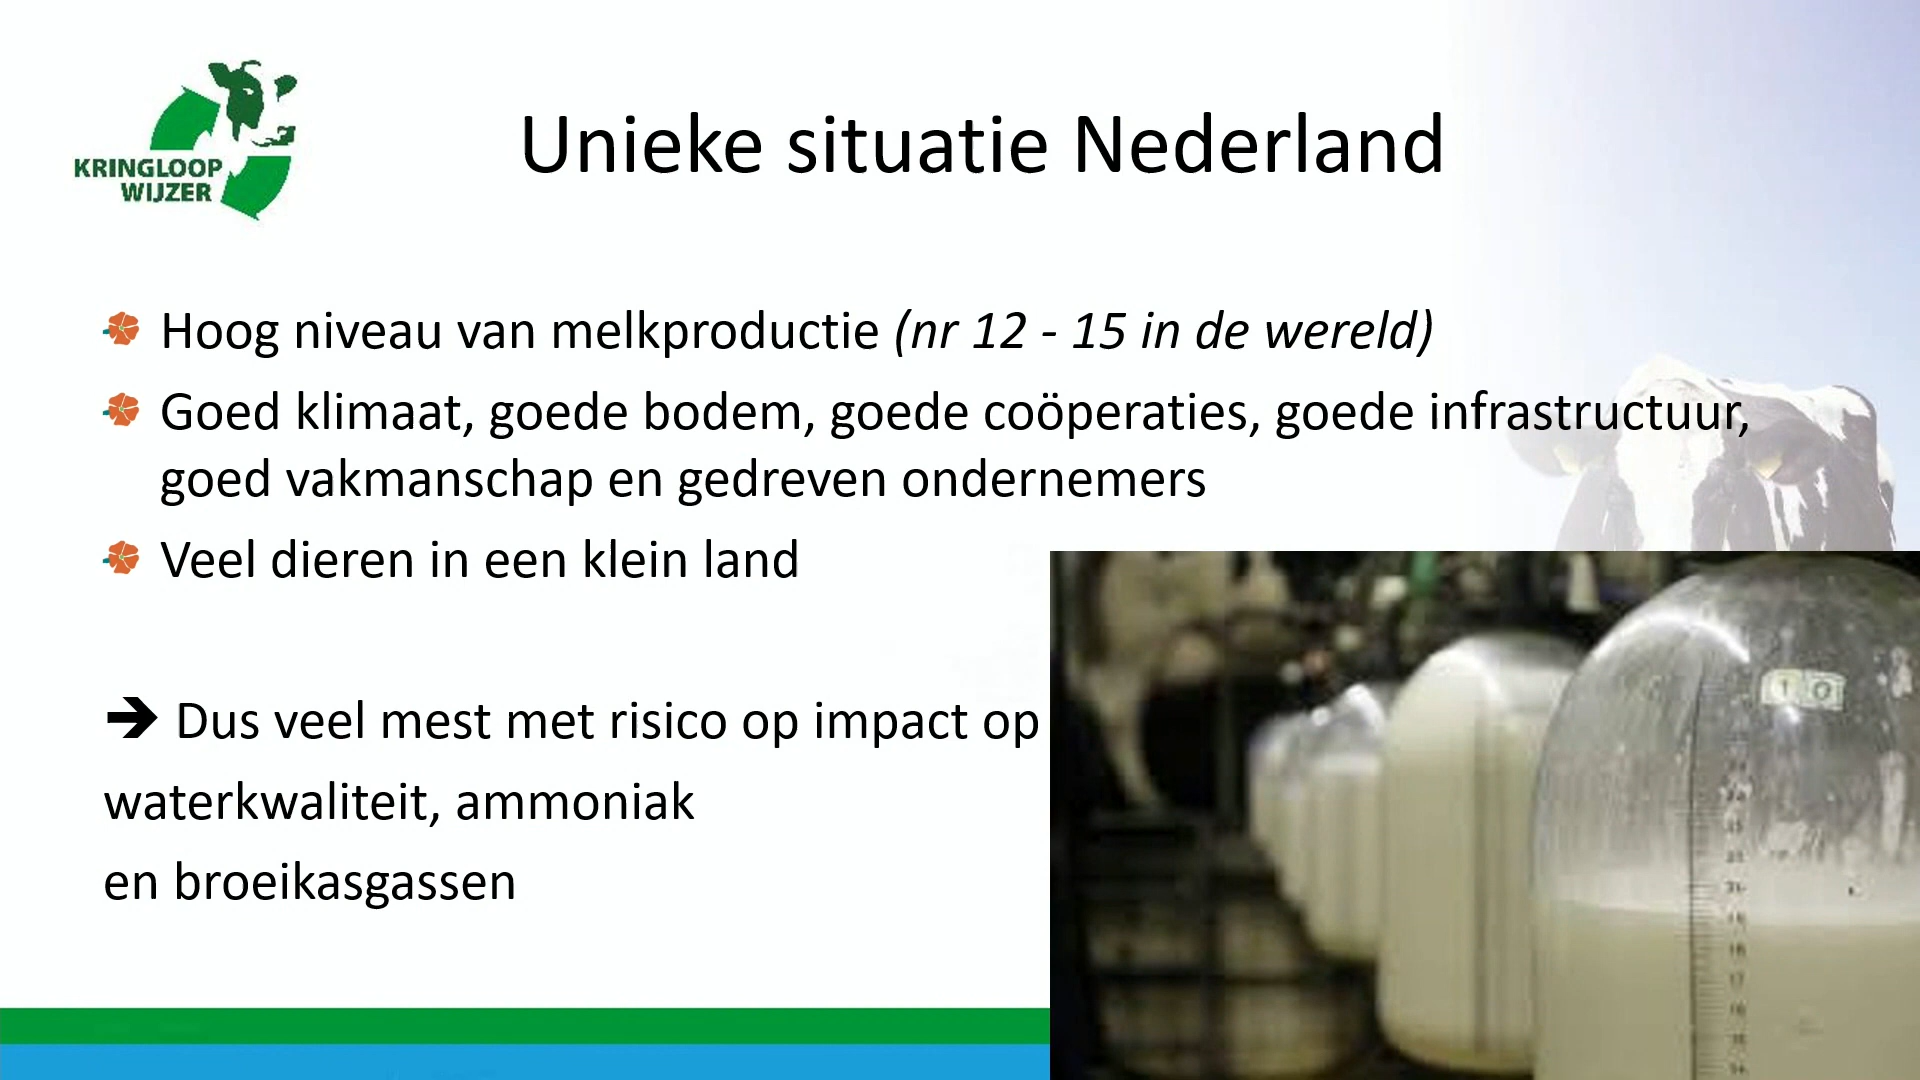 KRINGLOOP
WIJZER
Unieke situatie Nederland
Hoog niveau van melkproductie (nr 12 - 15 in de wereld)
Goed klimaat, goede bodem, goede coöperaties, goede infrastructuur,
goed vakmanschap en gedreven ondernemers
Veel dieren in een klein land
➔ Dus veel mest met risico op impact op
waterkwaliteit, ammoniak
en broeikasgassen
10